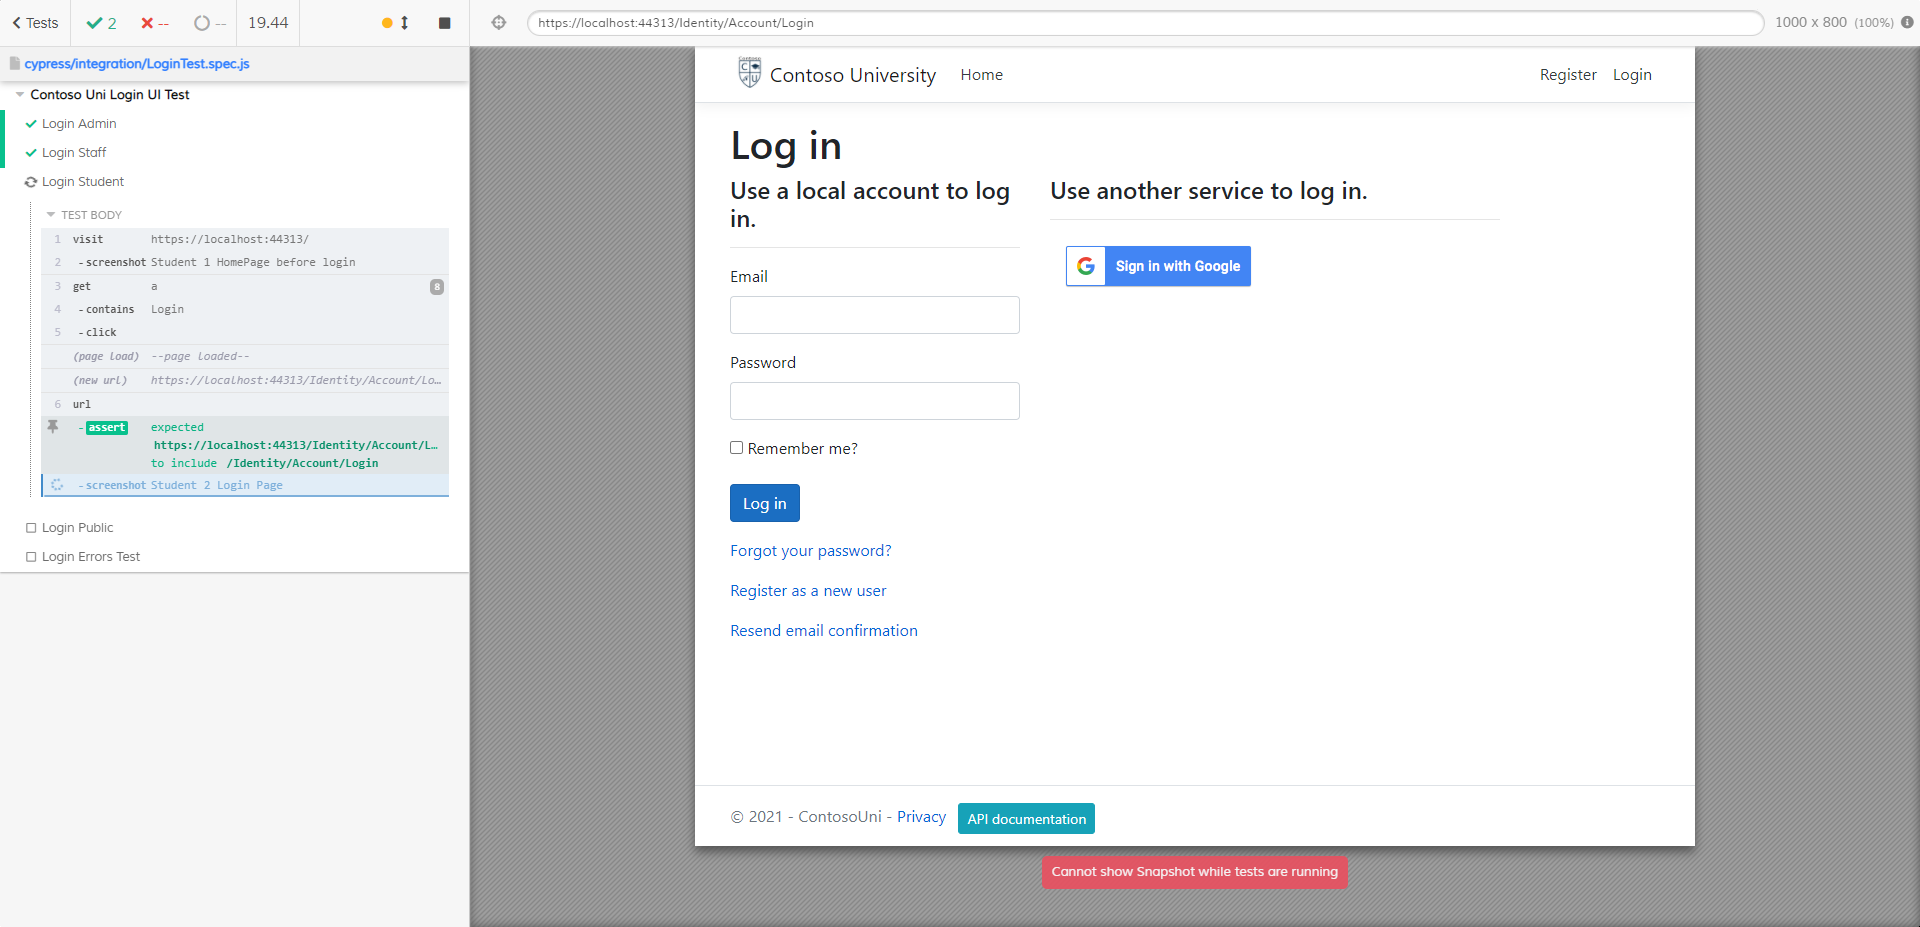 Tests
2
--
--
19.44
https://localhost:44313/Identity/Account/Login
1000 x 800 (100%)
cypress/integration/LoginTest.spec.js
Contoso Uni Login UI Test
Login Admin
Login Staff
Login Student
TEST BODY
1 visit https://localhost:44313/
2 -screenshot Student 1 HomePage before login
3 get a 8
4 -contains Login
5 -click
(page load) --page loaded--
(new url) https://localhost:44313/Identity/Account/Lo…
6 url
-assert expected
https://localhost:44313/Identity/Account/L…
to include /Identity/Account/Login
-screenshot Student 2 Login Page
Login Public
Login Errors Test
Contoso University
Home
Register
Login
Log in
Use a local account to log
in.
Email
Password
Remember me?
Log in
Forgot your password?
Register as a new user
Resend email confirmation
Use another service to log in.
Sign in with Google
© 2021 - ContosoUni - Privacy
API documentation
Cannot show Snapshot while tests are running